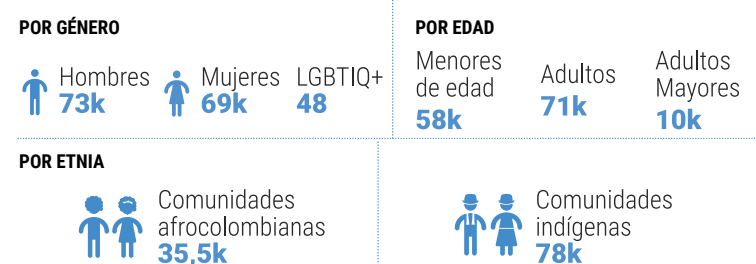 POR GÉNERO
Hombres
73k
Mujeres
69k
LGBTIQ+
48
POR EDAD
Menores
de edad
58k
Adultos
71k
Adultos
Mayores
10k
POR ETNIA
Comunidades
afrocolombianas
35,5k
Comunidades
indígenas
78k